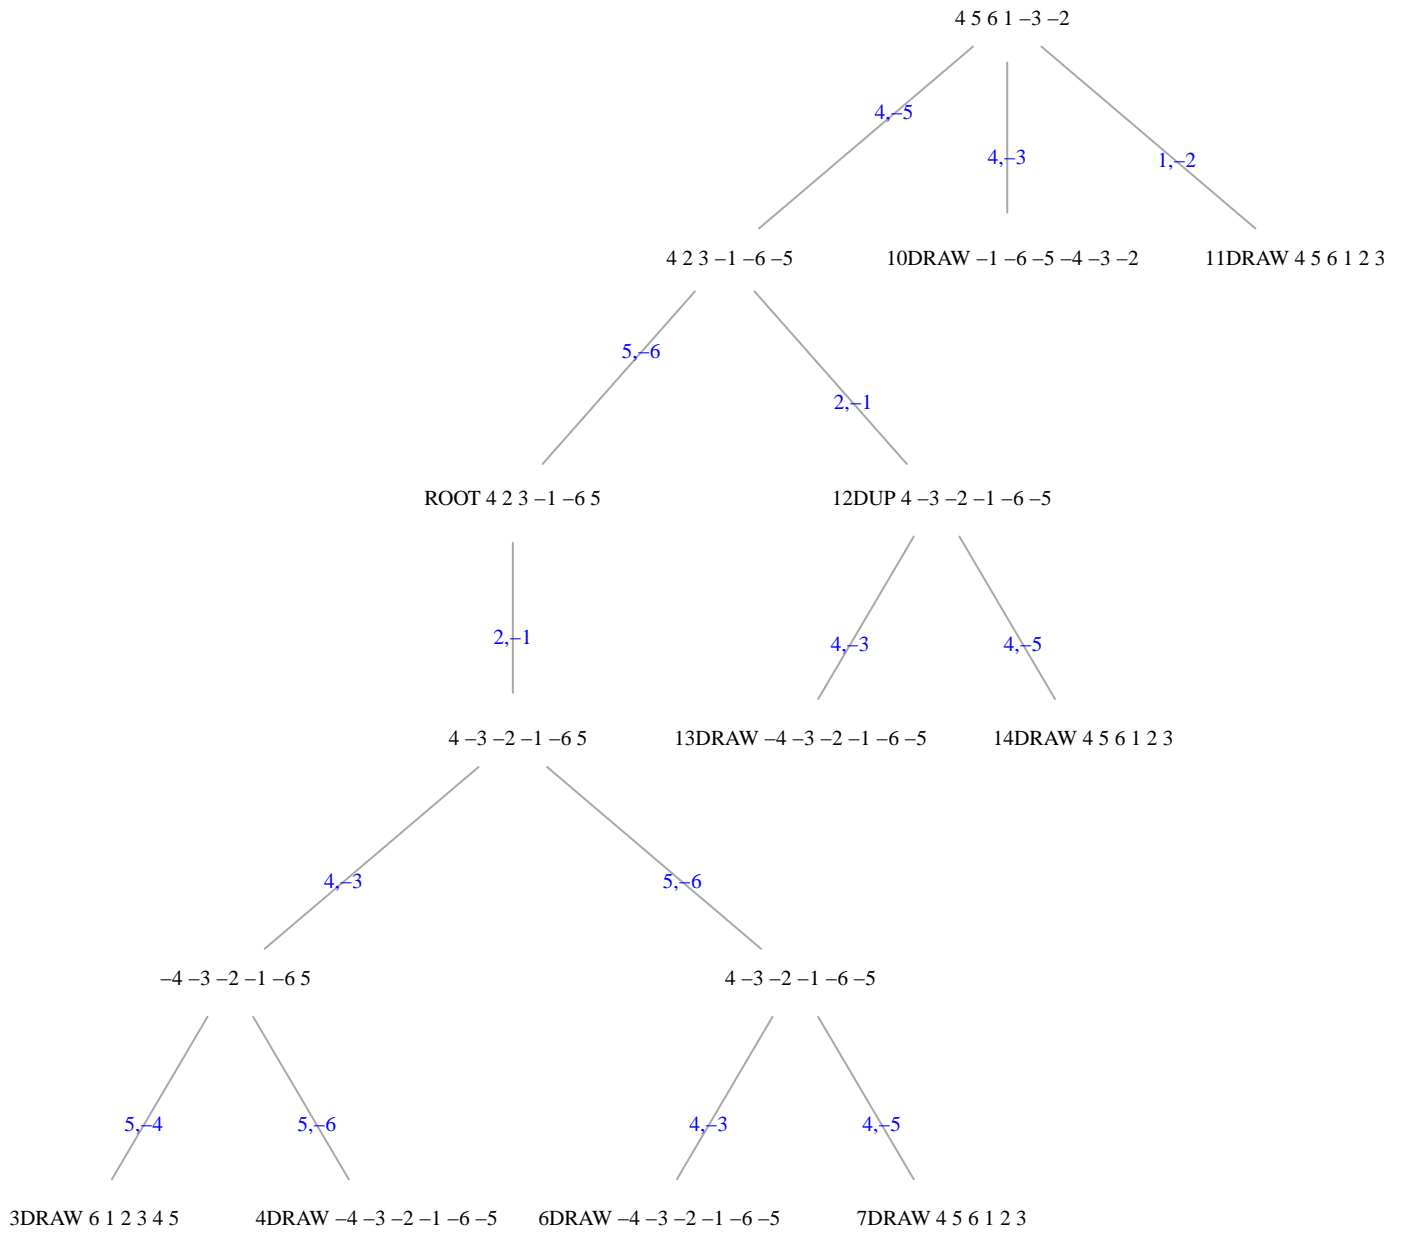 4 5 6 1 –3 –2
4,–5
4,–3
1,–2
4 2 3 –1 –6 –5
10DRAW –1 –6 –5 –4 –3 –2
11DRAW 4 5 6 1 2 3
5,–6
2,–1
ROOT 4 2 3 –1 –6 5
12DUP 4 –3 –2 –1 –6 –5
2,–1
4,–3
4,–5
4 –3 –2 –1 –6 5
13DRAW –4 –3 –2 –1 –6 –5
14DRAW 4 5 6 1 2 3
4,–3
5,–6
–4 –3 –2 –1 –6 5
4 –3 –2 –1 –6 –5
5,–4
5,–6
4,–3
4,–5
3DRAW 6 1 2 3 4 5
4DRAW –4 –3 –2 –1 –6 –5
6DRAW –4 –3 –2 –1 –6 –5
7DRAW 4 5 6 1 2 3